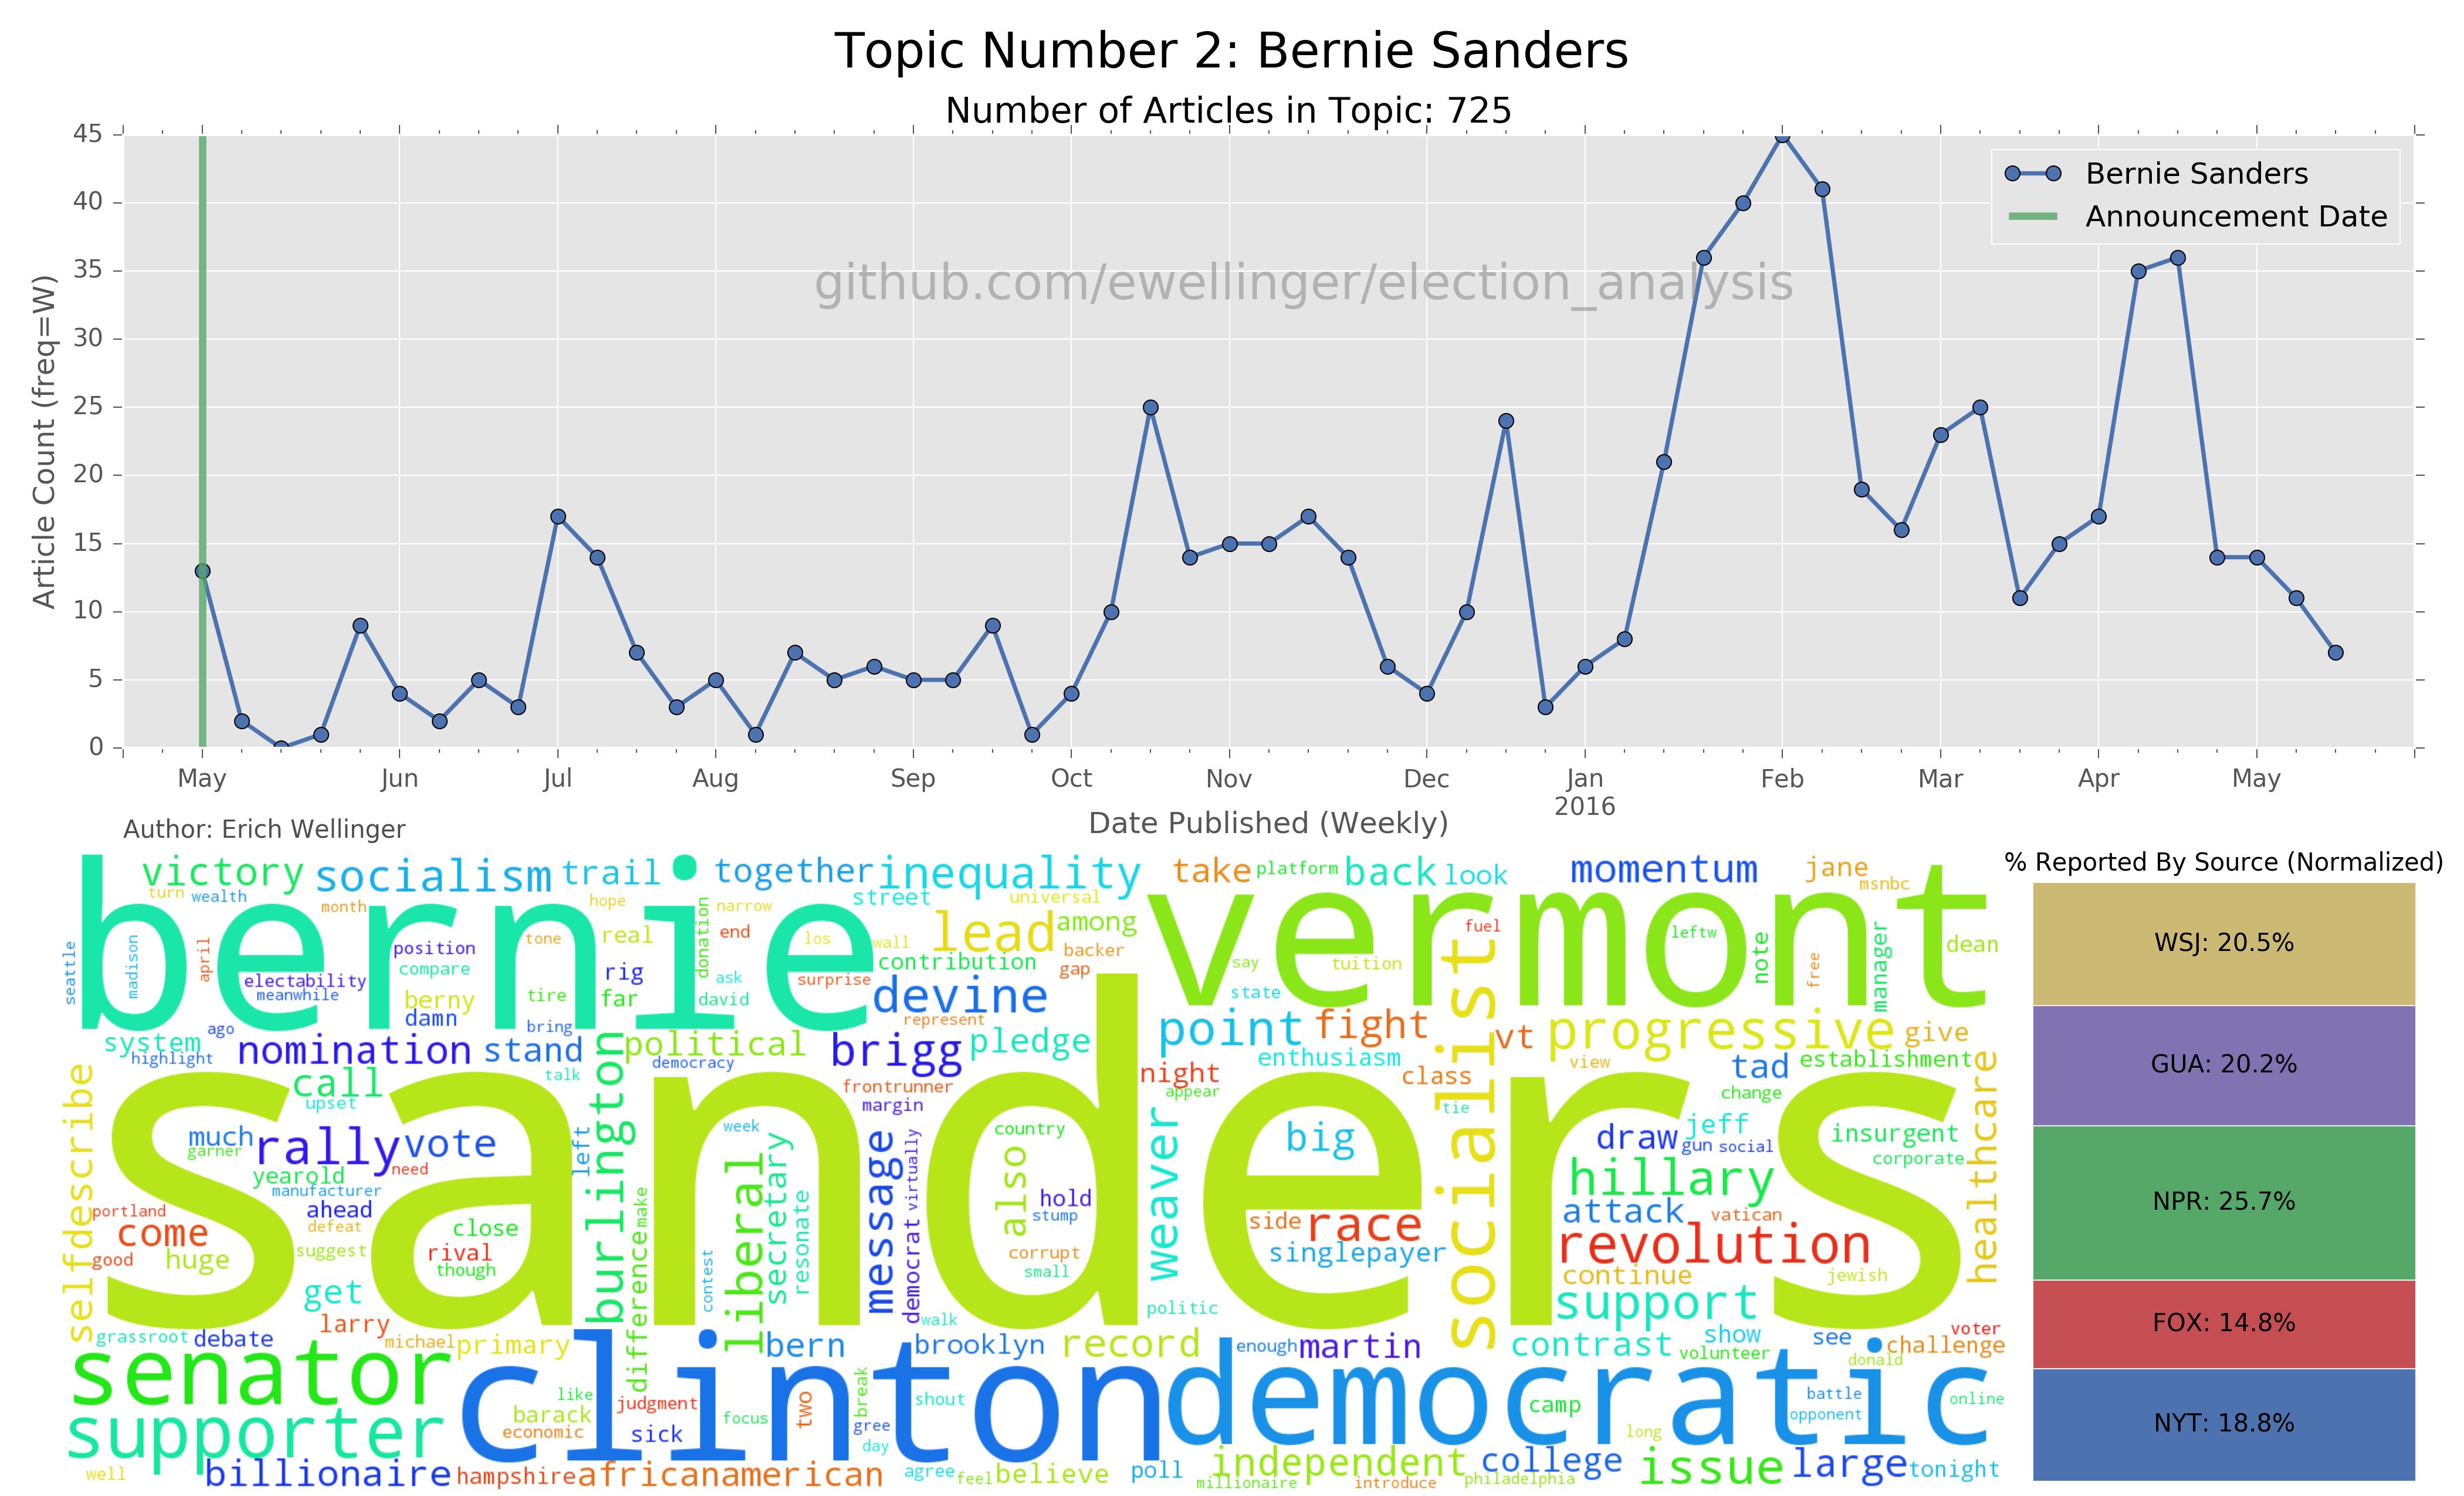 Topic Number 2: Bernie Sanders
Number of Articles in Topic: 725
45
40
35
30
25
20
15
10
5
0
Article Count (freq=W)
Bernie Sanders
Announcement Date
github.com/ewellinger/election_analysis
May Jun Jul Aug Sep Oct Nov Dec Jan Feb Mar Apr May
2016
Date Published (Weekly)
Author: Erich Wellinger
victory socialism trail together inequality take platform back look momentum jane
turn wealth month hope donation narrow street universal msnbc
bernie vermont
seattle madison april position tone real end los wall lead among fuel leftw note manager dean
electability compare rig ask surprise contribution backer gap say tuition free
meanwhile berny tire far david devine state
damn bring represent point fight socialist vt progressive give
system ago nomination stand burlington political brigg pledge enthusiasm view tad establishment
highlight talk democracy frontrunner night class change healthcare
selfdescribe call upset margin appear tie jeff
sanders
much rally vote left week country big draw gun social insurgent
garner yearold need liberal secretary message virtually also weaver hillary corporate
manufacturer make resonate hold
portland ahead stump side race attack vatican
come defeat close democrat singlepayer revolution
good huge suggest rival corrupt continue jewish
though contest small
get difference politic support
larry walk voter
grassroot debate michael primary bern brooklyn record enough martin contrast show see challenge
volunteer donald
senator clinton democratic
like judgment two break shout camp battle online
supporter barack focus gree opponent
economic sick day long
well billionaire hampshire africanamerican agree feel believe poll independent college issue large tonight
millionaire introduce philadelphia
% Reported By Source (Normalized)
WSJ: 20.5%
GUA: 20.2%
NPR: 25.7%
FOX: 14.8%
NYT: 18.8%